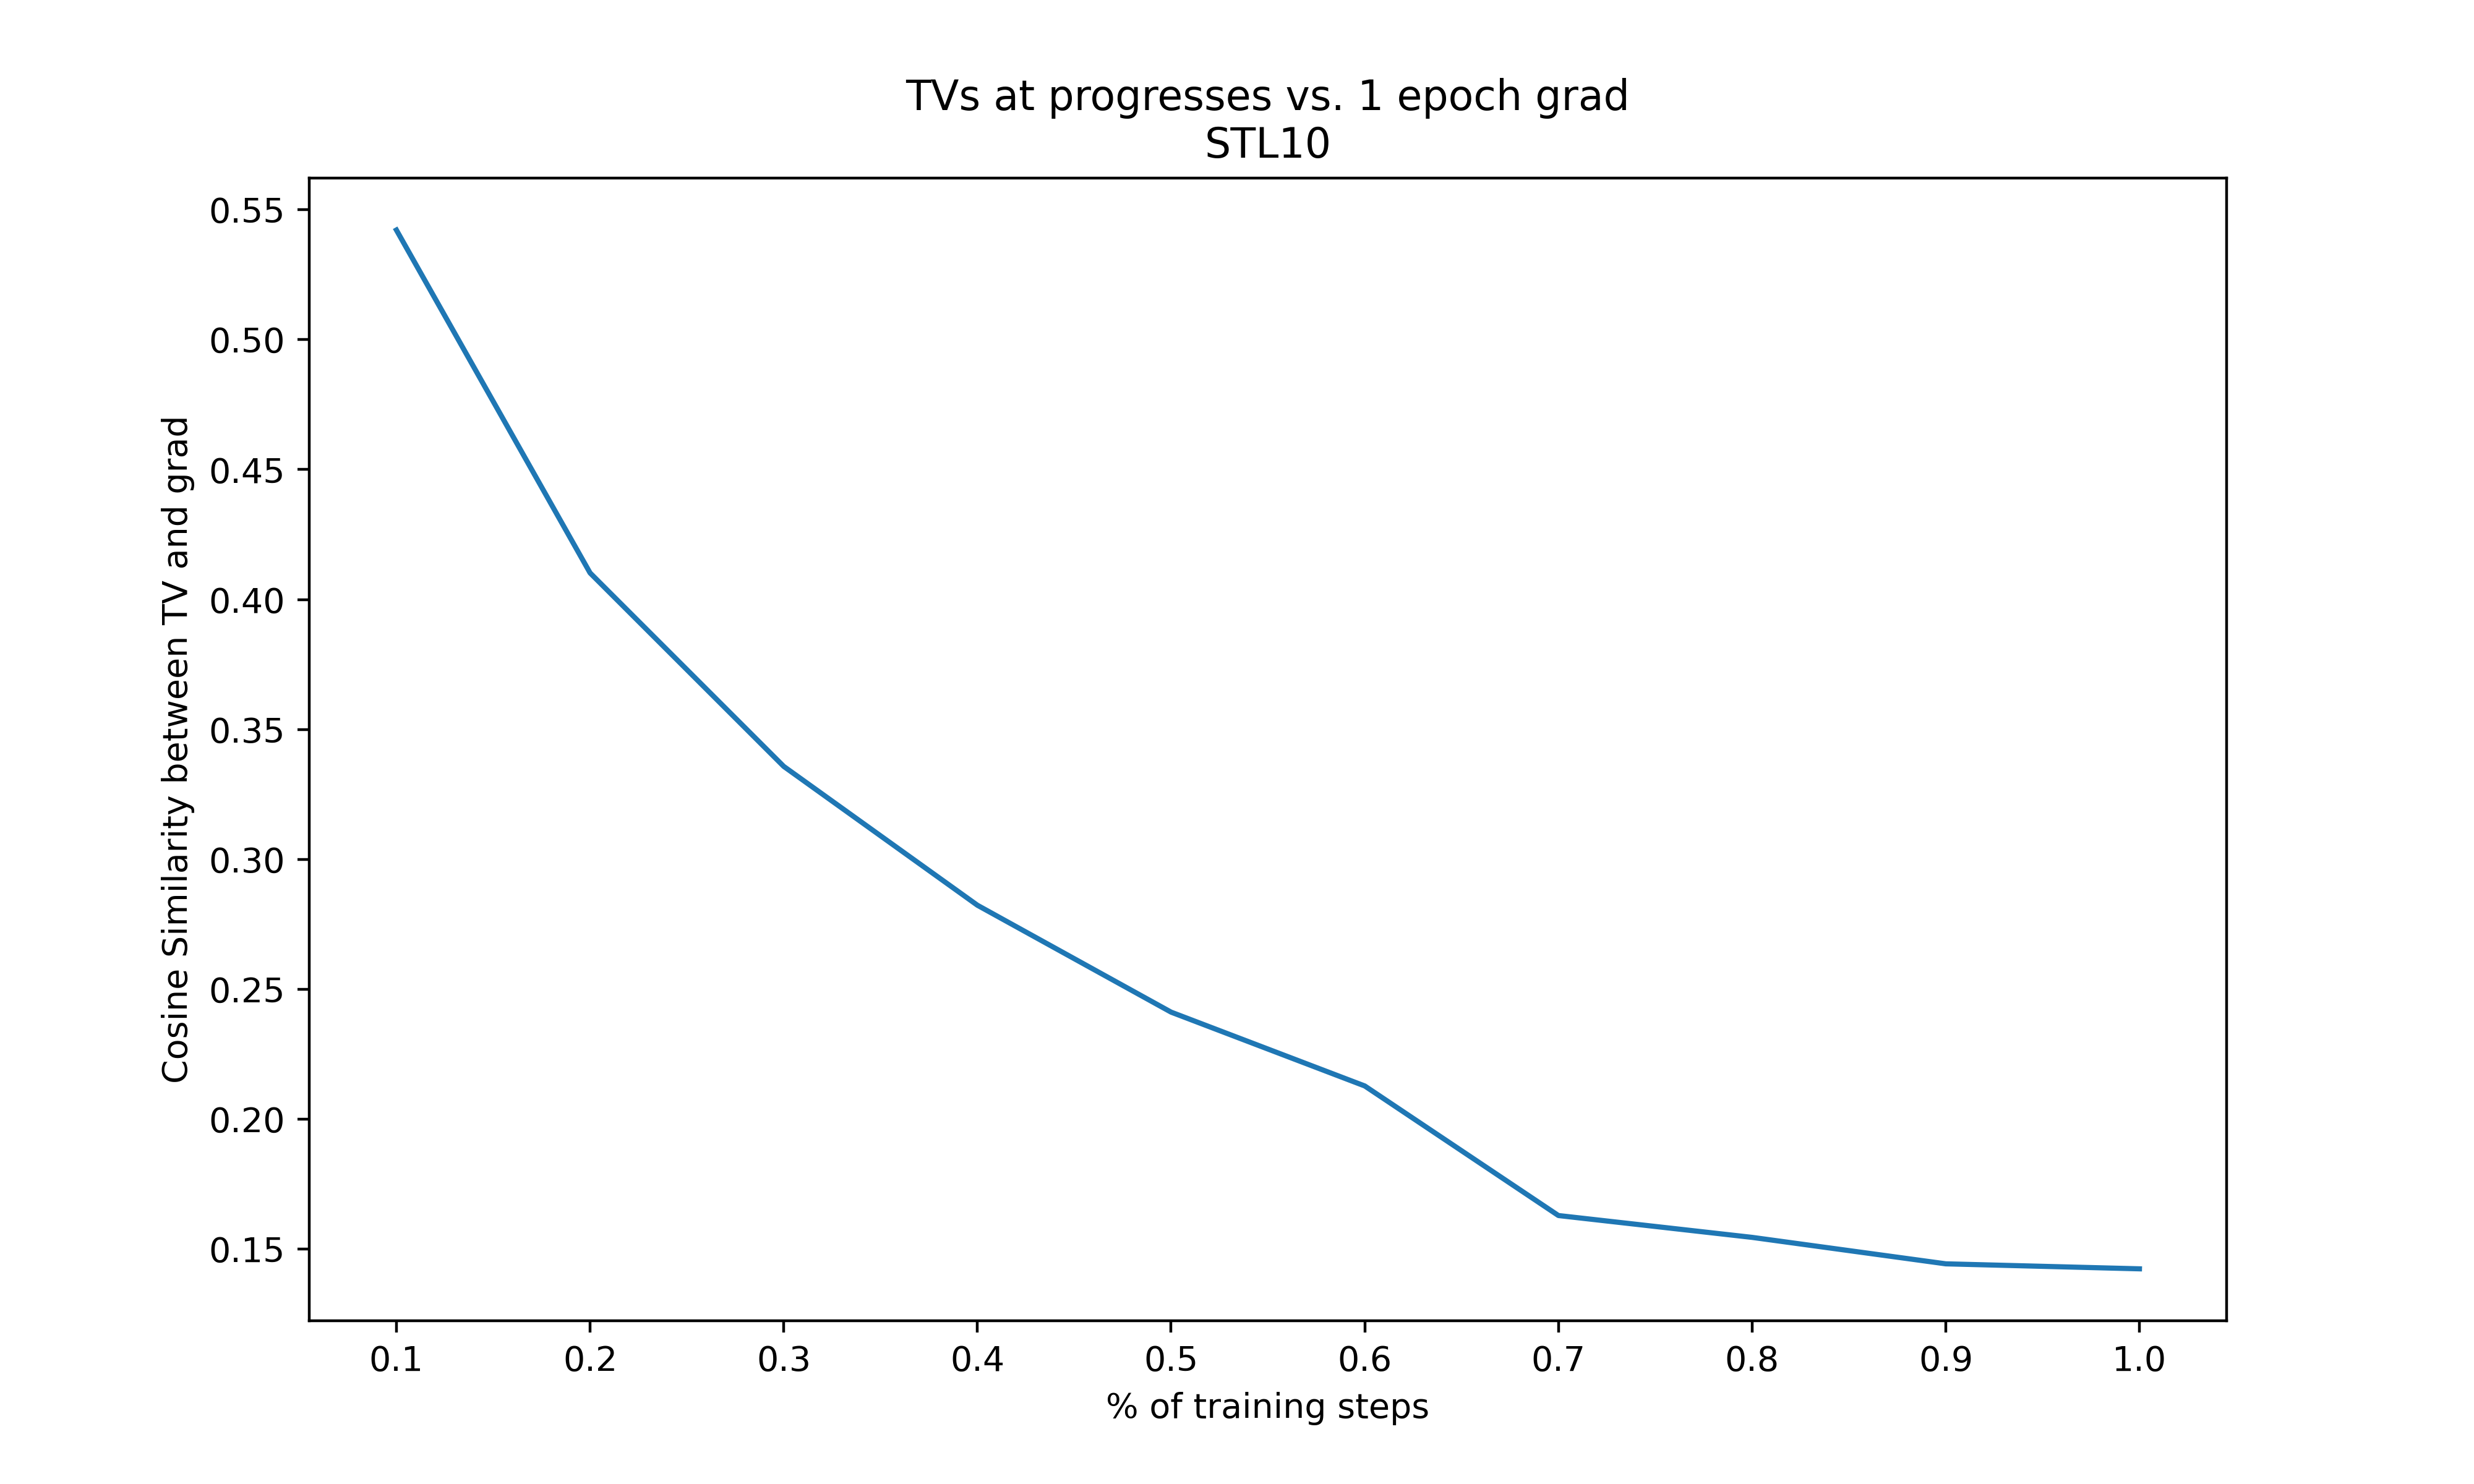 TVs at progresses vs. 1 epoch grad
STL10
Cosine Similarity between TV and grad
0.55
0.50
0.45
0.40
0.35
0.30
0.25
0.20
0.15
0.1 0.2 0.3 0.4 0.5 0.6 0.7 0.8 0.9 1.0
% of training steps